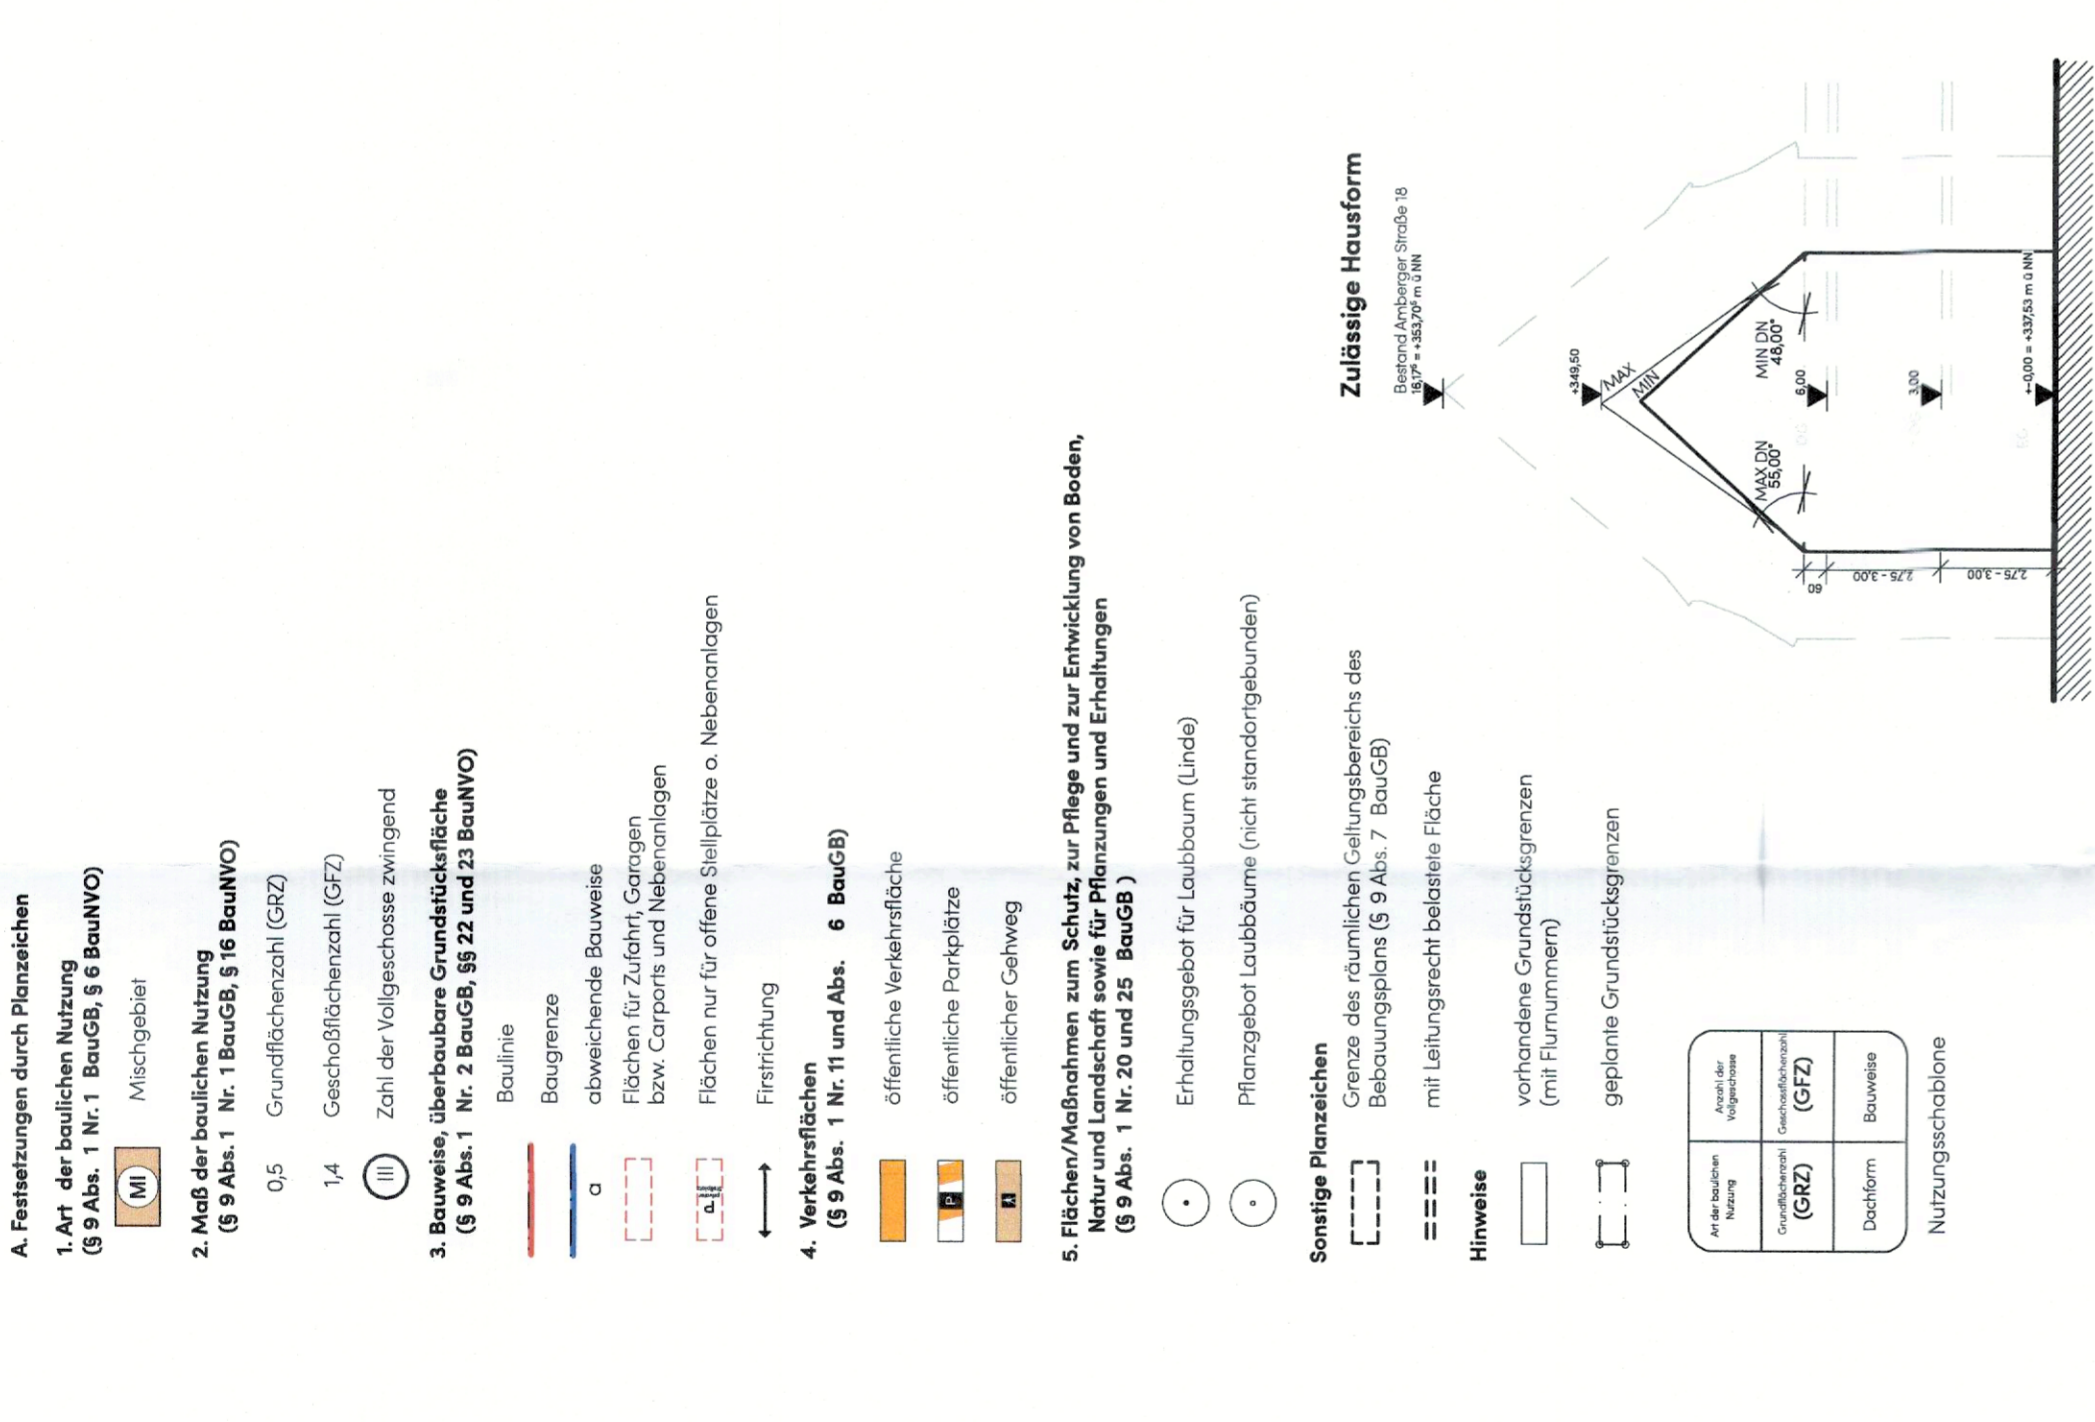 A. Festsetzungen durch Planzeichen
1. Art der baulichen Nutzung
(§ 9 Abs. 1 Nr. 1 BauGB, § 6 BauNVO)
MI Mischgebiet
2. Maß der baulichen Nutzung
(§ 9 Abs. 1 Nr. 1 BauGB, § 16 BauNVO)
0,5 Grundflächenzahl (GRZ)
1,4 Geschoßflächenzahl (GFZ)
III Zahl der Vollgeschosse zwingend
3. Bauweise, überbaubare Grundstücksfläche
(§ 9 Abs. 1 Nr. 2 BauGB, §§ 22 und 23 BauNVO)
Baulinie
Baugrenze
a abweichende Bauweise
Flächen für Zufahrt, Garagen
bzw. Carports und Nebenanlagen
P Flächen nur für offene Stellplätze o. Nebenanlagen
Firstrichtung
4. Verkehrsflächen
(§ 9 Abs. 1 Nr. 11 und Abs. 6 BauGB)
öffentliche Verkehrsfläche
P öffentliche Parkplätze
öffentlicher Gehweg
5. Flächen/Maßnahmen zum Schutz, zur Pflege und zur Entwicklung von Boden,
Natur und Landschaft sowie für Pflanzungen und Erhaltungen
(§ 9 Abs. 1 Nr. 20 und 25 BauGB)
Erhaltungsgebot für Laubbaum (Linde)
Pflanzgebot Laubbäume (nicht standortgebunden)
Sonstige Planzeichen
Grenze des räumlichen Geltungsbereichs des
Bebauungsplans (§ 9 Abs. 7 BauGB)
mit Leitungsrecht belastete Fläche
Hinweise
vorhandene Grundstücksgrenzen
(mit Flurnummern)
geplante Grundstücksgrenzen
Art der baulichen Nutzung
Anzahl der Vollgeschosse
Grundflächenzahl (GRZ)
Geschossflächenzahl (GFZ)
Dachform
Bauweise
Nutzungsschablone
Zulässige Hausform
Bestand Amberger Straße 18
16,17⁵ = +353,70⁵ m ü NN
+349,50
MAX
MIN
MAX DN
55,00°
MIN DN
48,00°
DG
6,00
60
2,75 - 3,00
3,00
2,75 - 3,00
EG
+-0,00 = +337,53 m ü NN